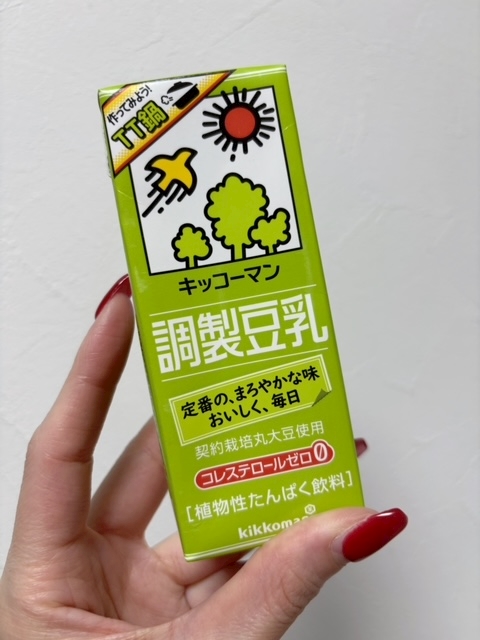 作ってみよう!
TT鍋
キッコーマン
調製豆乳
定番の、まろやかな味
おいしく、毎日
契約栽培丸大豆使用
コレステロールゼロ0
[植物性たんぱく飲料]
kikkoman®